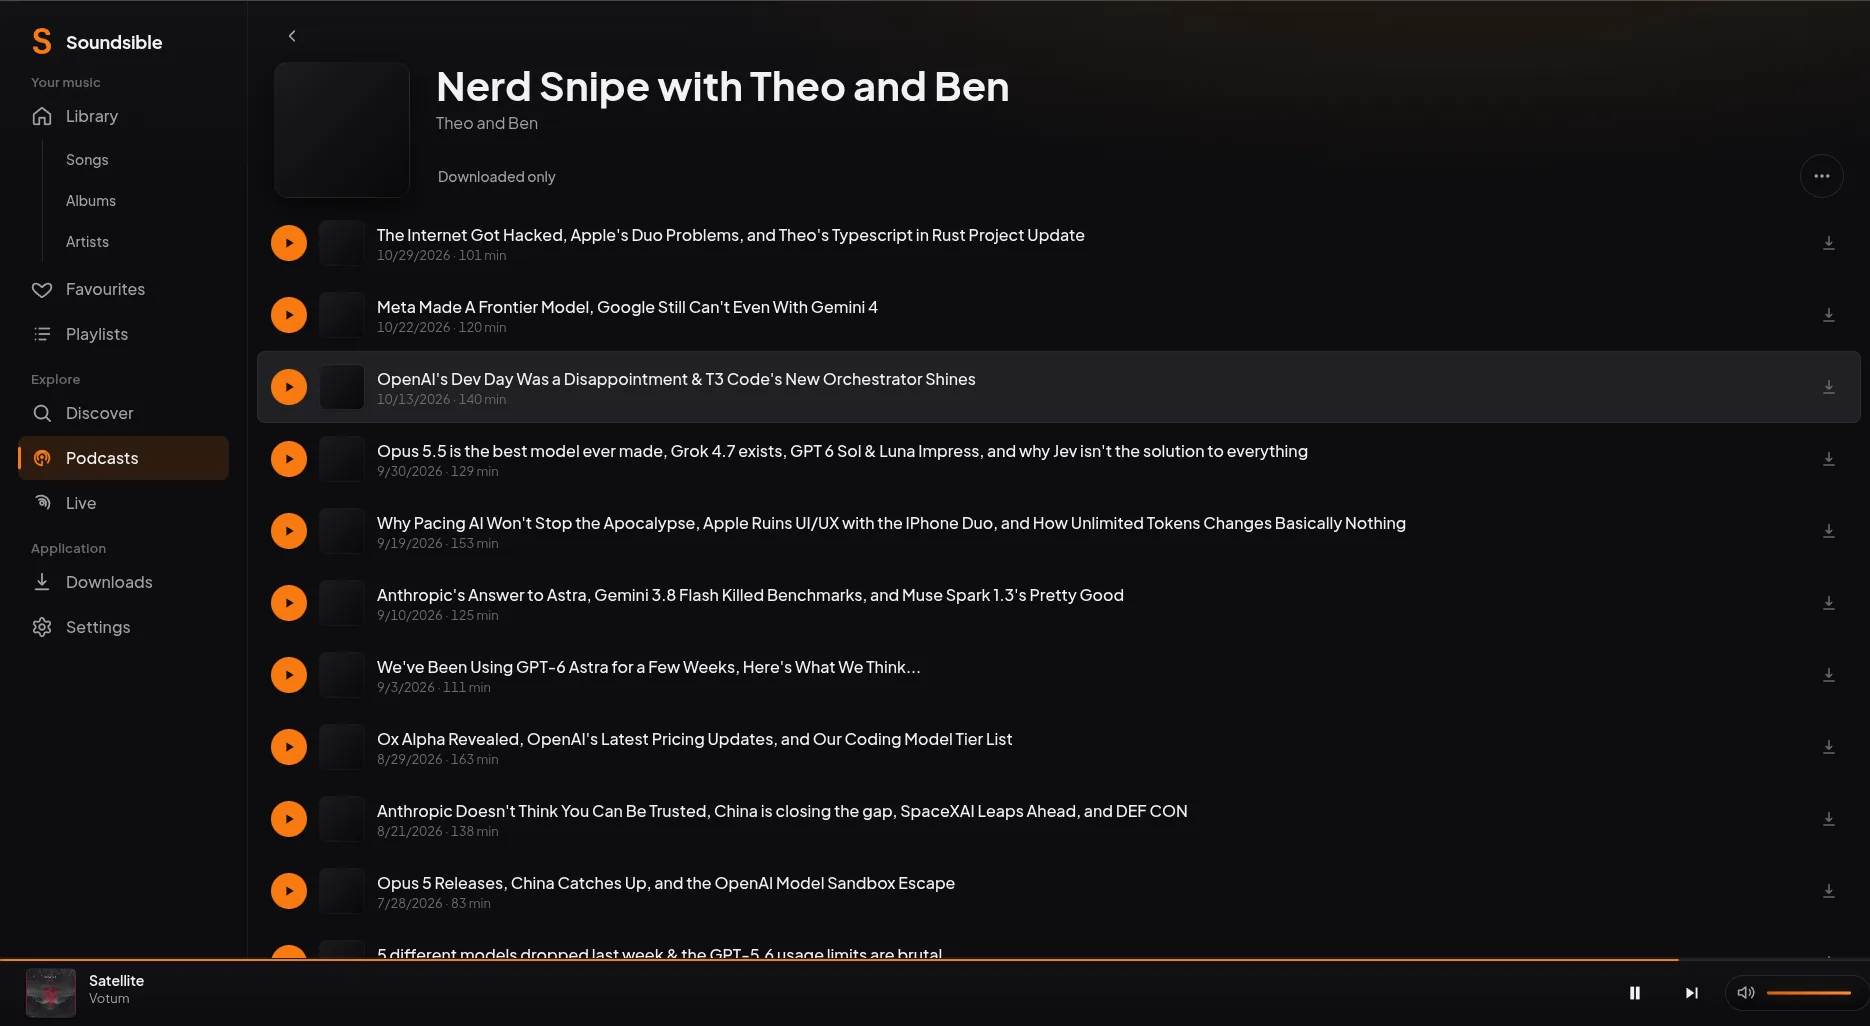 Soundsible
Your music
Library
Songs
Albums
Artists
Favourites
Playlists
Explore
Discover
Podcasts
Live
Application
Downloads
Settings
Nerd Snipe with Theo and Ben
Theo and Ben
Downloaded only
The Internet Got Hacked, Apple's Duo Problems, and Theo's Typescript in Rust Project Update
10/29/2026 · 101 min
Meta Made A Frontier Model, Google Still Can't Even With Gemini 4
10/22/2026 · 120 min
OpenAI's Dev Day Was a Disappointment & T3 Code's New Orchestrator Shines
10/13/2026 · 140 min
Opus 5.5 is the best model ever made, Grok 4.7 exists, GPT 6 Sol & Luna Impress, and why Jev isn't the solution to everything
9/30/2026 · 129 min
Why Pacing AI Won't Stop the Apocalypse, Apple Ruins UI/UX with the IPhone Duo, and How Unlimited Tokens Changes Basically Nothing
9/19/2026 · 153 min
Anthropic's Answer to Astra, Gemini 3.8 Flash Killed Benchmarks, and Muse Spark 1.3's Pretty Good
9/10/2026 · 125 min
We've Been Using GPT-6 Astra for a Few Weeks, Here's What We Think...
9/3/2026 · 111 min
Ox Alpha Revealed, OpenAI's Latest Pricing Updates, and Our Coding Model Tier List
8/29/2026 · 163 min
Anthropic Doesn't Think You Can Be Trusted, China is closing the gap, SpaceXAI Leaps Ahead, and DEF CON
8/21/2026 · 138 min
Opus 5 Releases, China Catches Up, and the OpenAI Model Sandbox Escape
7/28/2026 · 83 min
5 different models dropped last week & the GPT-5.6 usage limits are brutal
Satellite
Votum